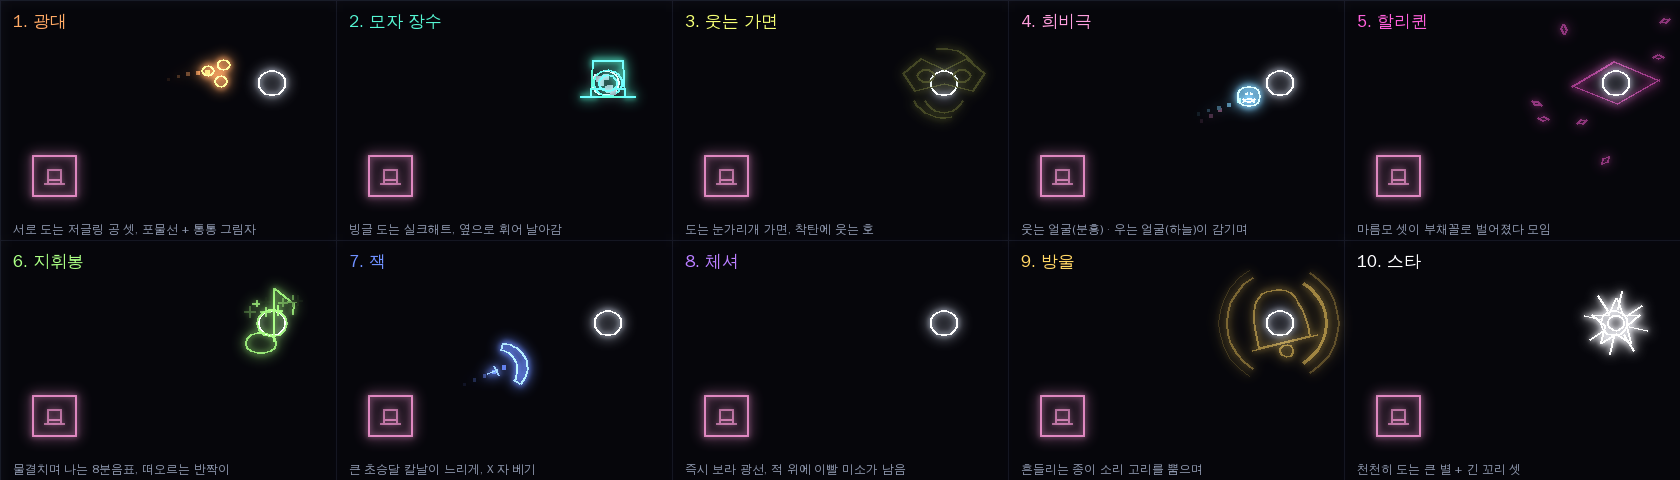 1. 광대
2. 모자 장수
3. 웃는 가면
4. 희비극
5. 할리퀸
서로 도는 저글링 공 셋, 포물선 + 통통 그림자
빙글 도는 실크해트, 옆으로 휘어 날아감
도는 눈가리개 가면, 착탄에 웃는 호
웃는 얼굴(분홍) · 우는 얼굴(하늘)이 감기며
마름모 셋이 부채꼴로 벌어졌다 모임
6. 지휘봉
7. 잭
8. 체셔
9. 방울
10. 스타
물결치며 나는 8분음표, 떠오르는 반짝이
큰 초승달 칼날이 느리게, X 자 베기
즉시 보라 광선, 적 위에 이빨 미소가 남음
흔들리는 종이 소리 고리를 뿜으며
천천히 도는 큰 별 + 긴 꼬리 셋